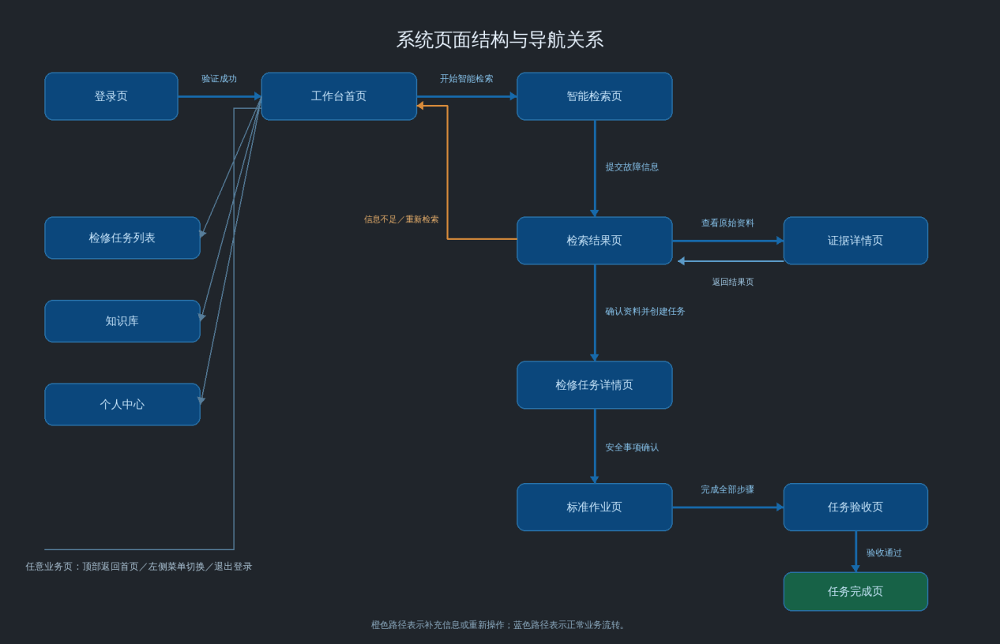 系统页面结构与导航关系
登录页
验证成功
工作台首页
开始智能检索
智能检索页
提交故障信息
信息不足／重新检索
检修任务列表
检索结果页
查看原始资料
证据详情页
返回结果页
知识库
确认资料并创建任务
检修任务详情页
个人中心
安全事项确认
标准作业页
完成全部步骤
任务验收页
验收通过
任意业务页：顶部返回首页／左侧菜单切换／退出登录
任务完成页
橙色路径表示补充信息或重新操作；蓝色路径表示正常业务流转。